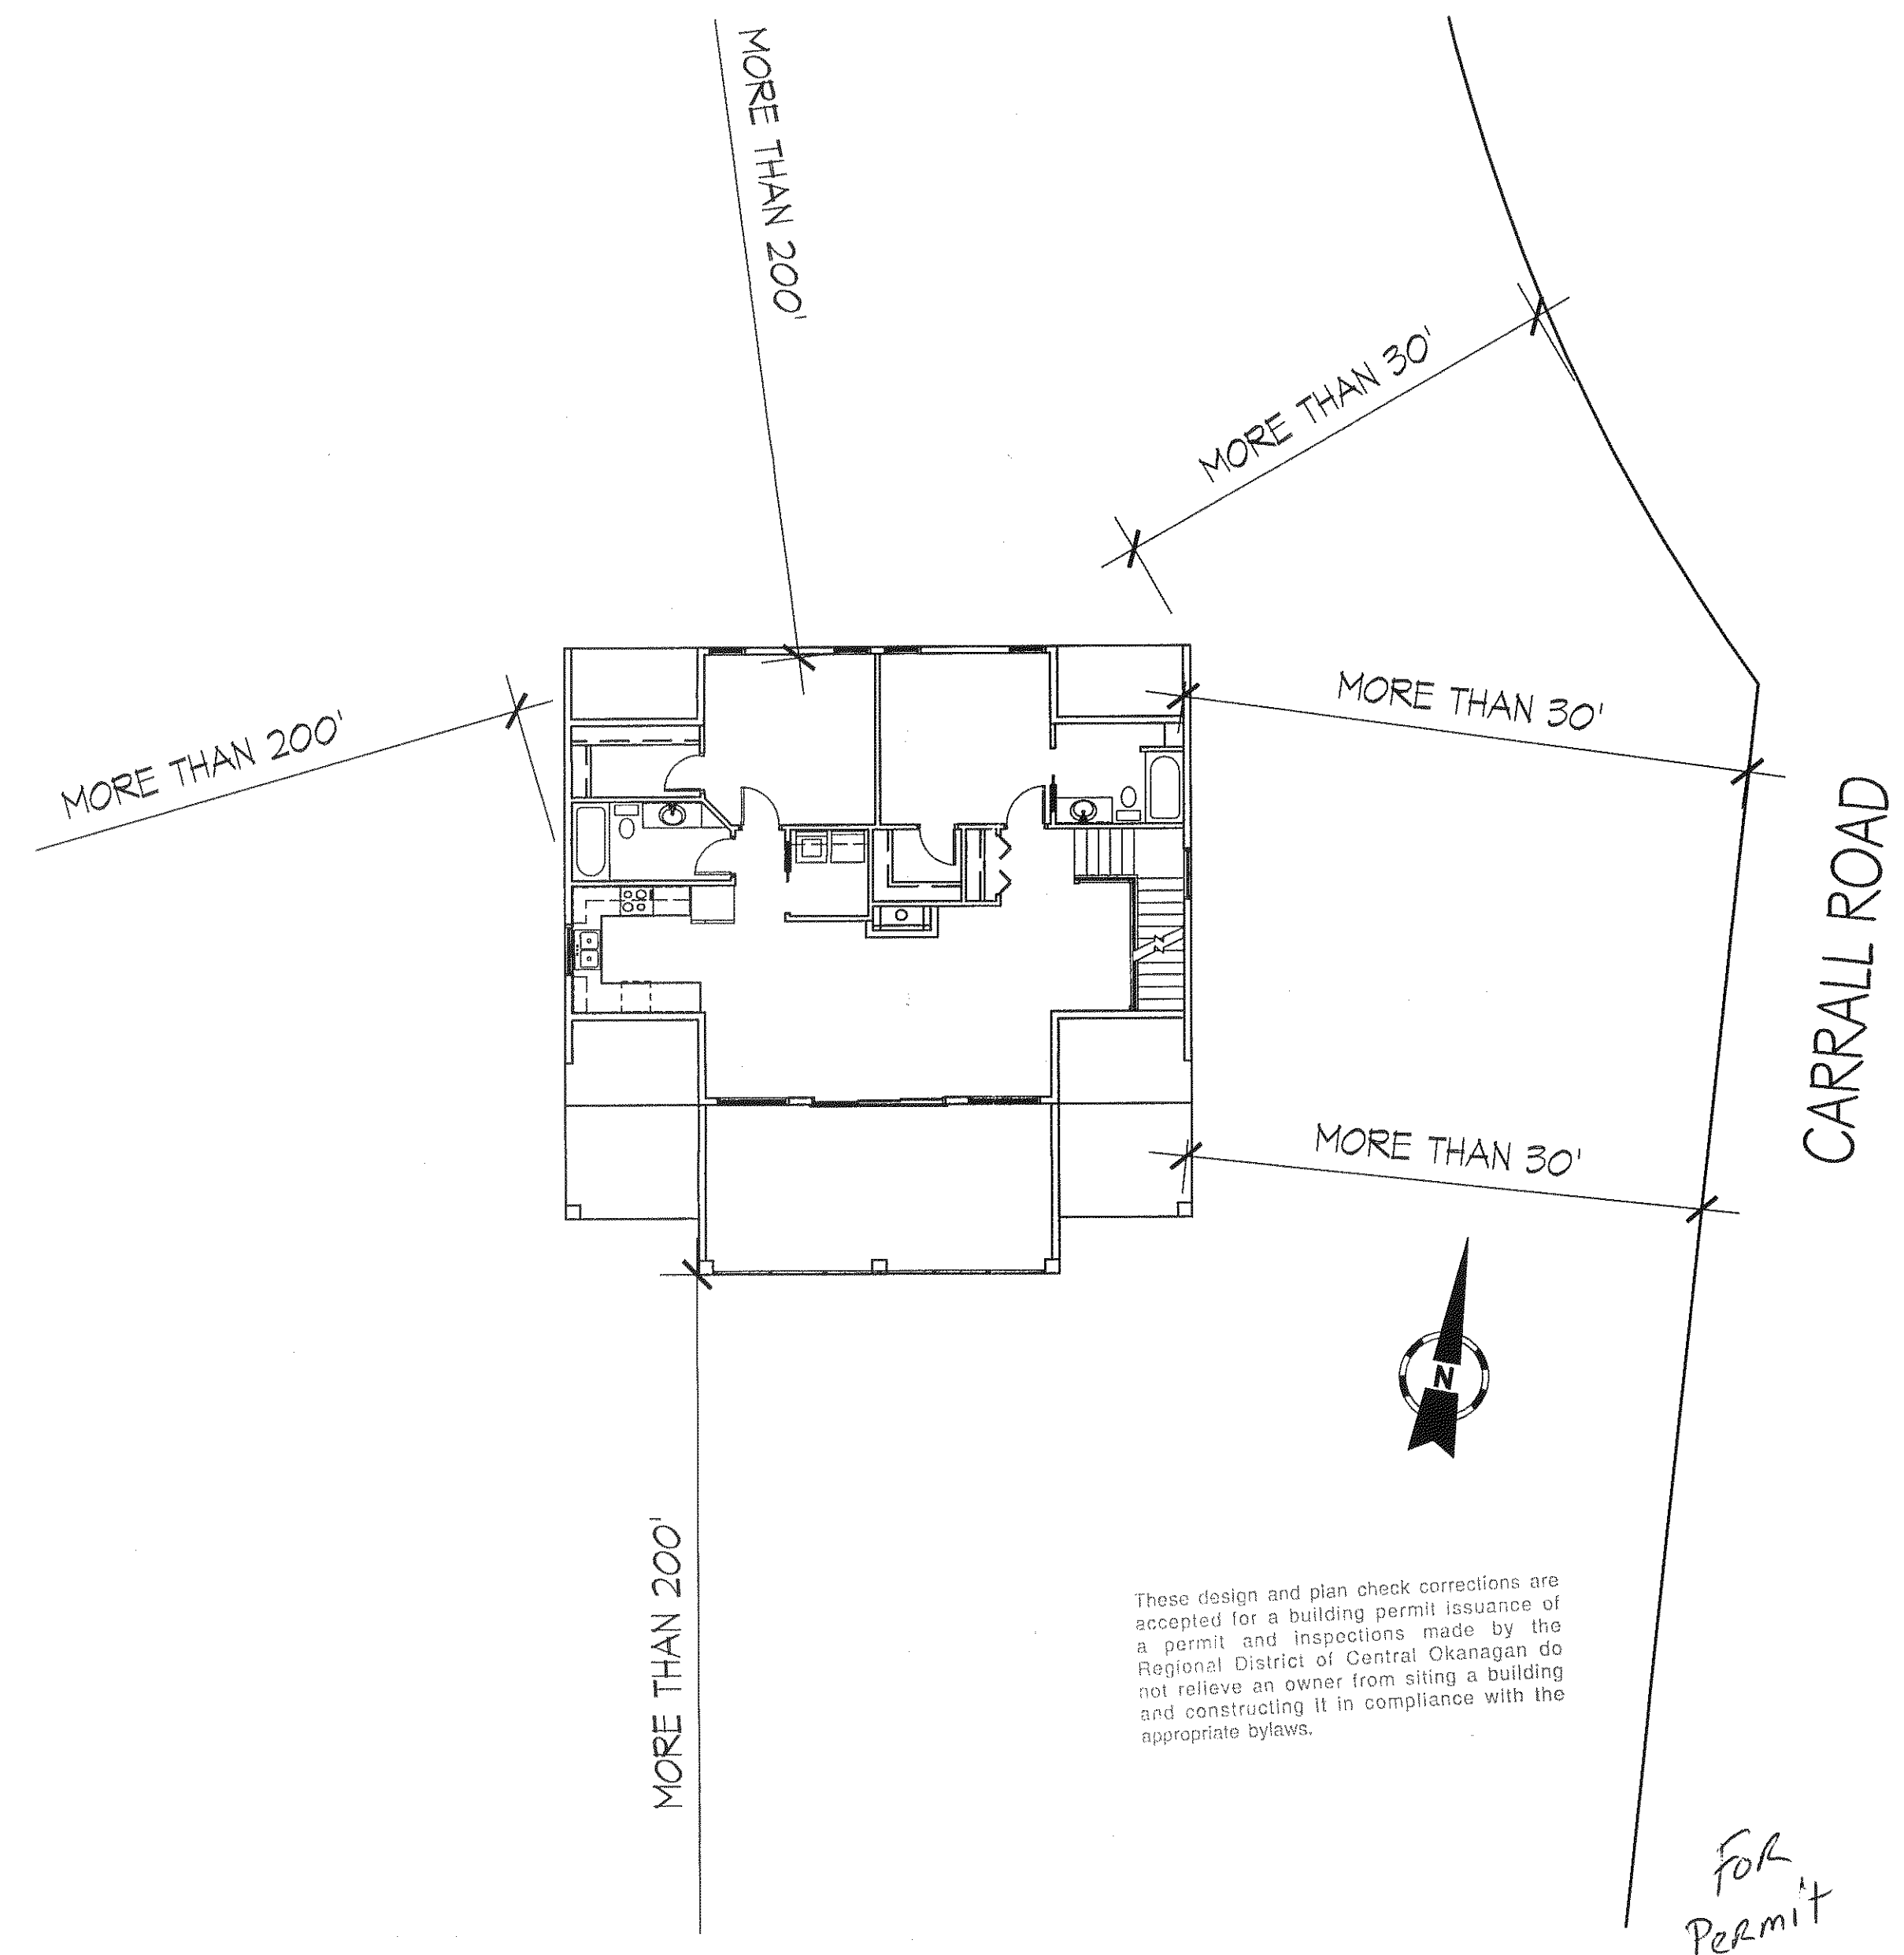 MORE THAN 200'
MORE THAN 30'
MORE THAN 200'
MORE THAN 30'
CARRALL ROAD
MORE THAN 30'
N
MORE THAN 200'
These design and plan check corrections are
accepted for a building permit issuance of
a permit and inspections made by the
Regional District of Central Okanagan do
not relieve an owner from siting a building
and constructing it in compliance with the
appropriate bylaws.
FOR
PERMIT